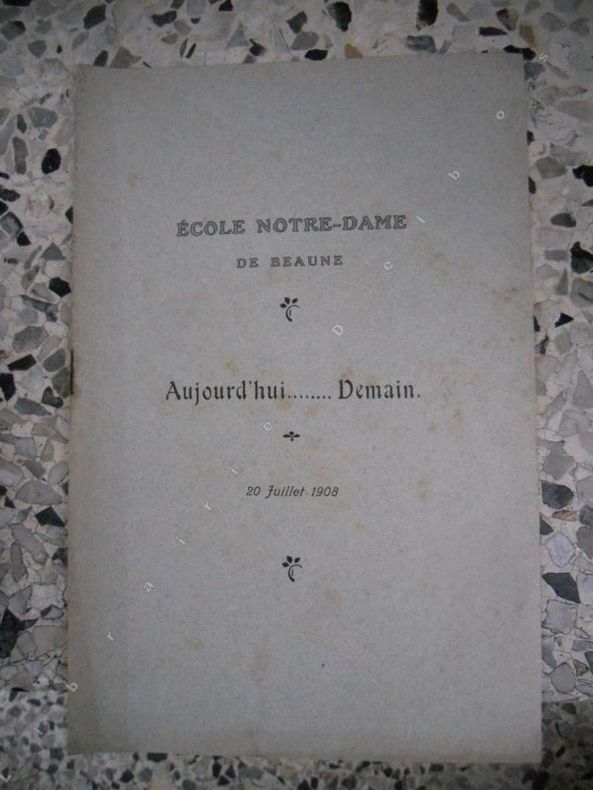 ÉCOLE NOTRE-DAME
DE BEAUNE
Aujourd'hui........ Demain.
20 Juillet 1908